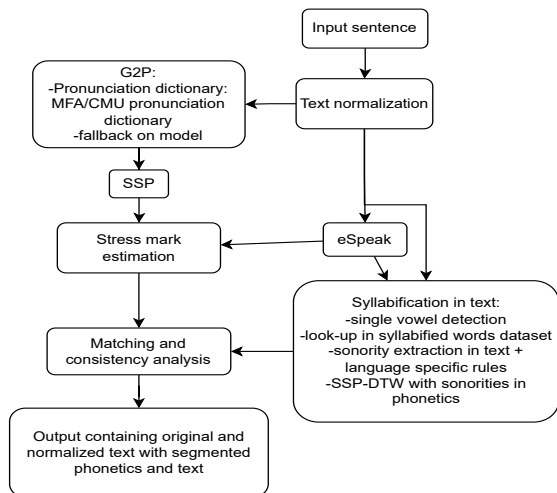 Input sentence
G2P:
-Pronunciation dictionary:
MFA/CMU pronunciation
dictionary
-fallback on model
Text normalization
SSP
Stress mark
estimation
eSpeak
Syllabification in text:
-single vowel detection
-look-up in syllabified words dataset
-sonority extraction in text +
language specific rules
-SSP-DTW with sonorities in
phonetics
Matching and
consistency analysis
Output containing original and
normalized text with segmented
phonetics and text